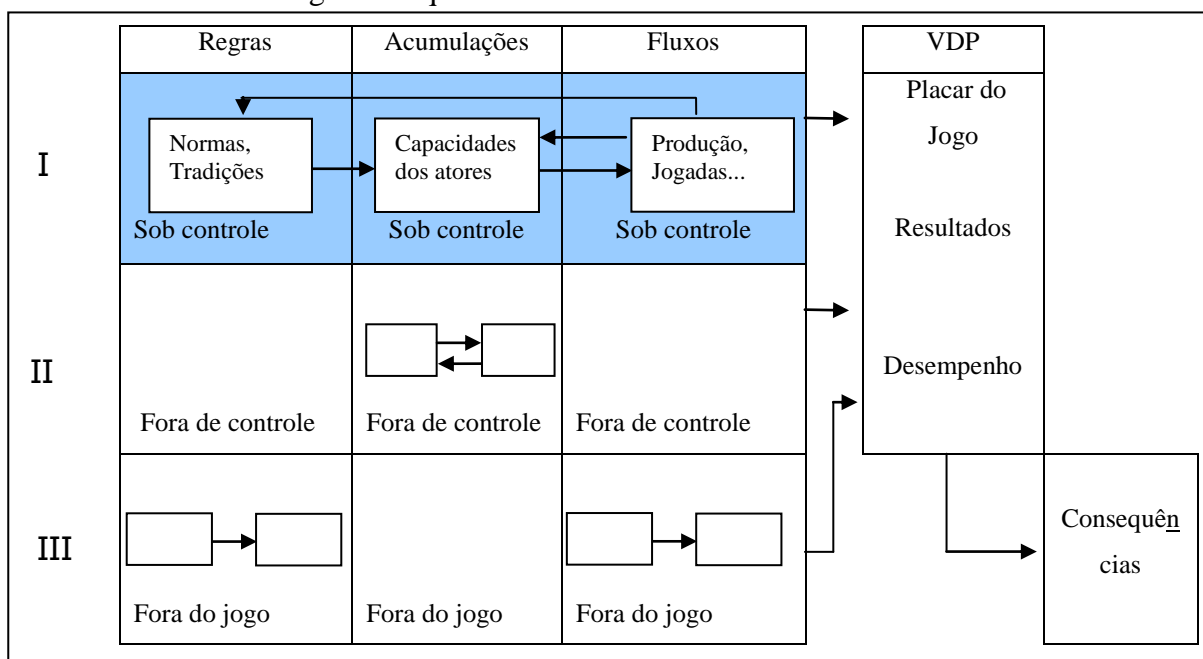 Regras Acumulações Fluxos VDP
I
Normas,
Tradições
Capacidades
dos atores
Produção,
Jogadas...
Sob controle Sob controle Sob controle
Placar do
Jogo
Resultados
Desempenho
II
Fora de controle Fora de controle Fora de controle
III
Fora do jogo Fora do jogo Fora do jogo
Consequên
cias